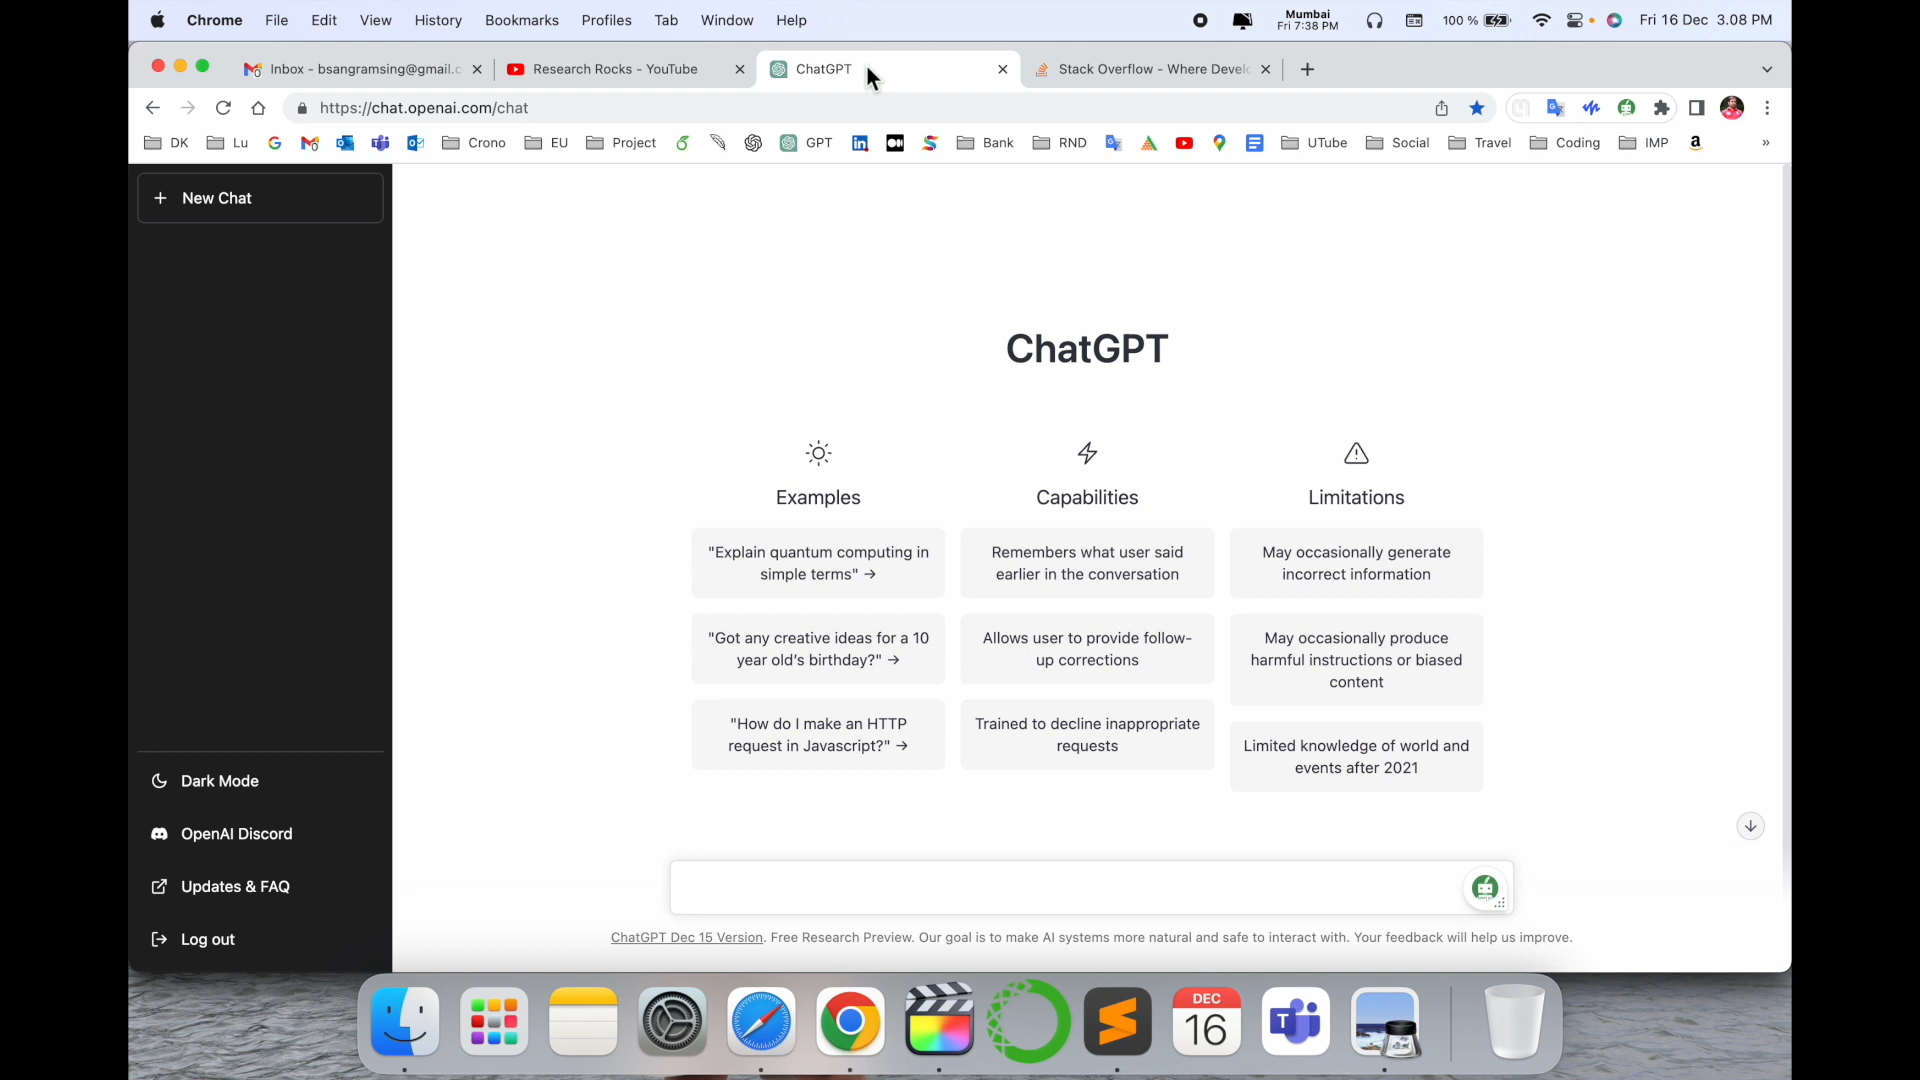 Chrome File Edit View History Bookmarks Profiles Tab Window Help
Mumbai
Fri 7:38 PM
100 %
Fri 16 Dec 3.08 PM
Inbox - bsangramsing@gmail.c
Research Rocks - YouTube
ChatGPT
Stack Overflow - Where Develo
https://chat.openai.com/chat
DK Lu Crono EU Project GPT Bank RND UTube Social Travel Coding IMP »
New Chat
ChatGPT
Examples
Capabilities
Limitations
"Explain quantum computing in
simple terms" →
Remembers what user said
earlier in the conversation
May occasionally generate
incorrect information
"Got any creative ideas for a 10
year old's birthday?" →
Allows user to provide follow-
up corrections
May occasionally produce
harmful instructions or biased
content
"How do I make an HTTP
request in Javascript?" →
Trained to decline inappropriate
requests
Limited knowledge of world and
events after 2021
Dark Mode
OpenAI Discord
Updates & FAQ
Log out
ChatGPT Dec 15 Version. Free Research Preview. Our goal is to make AI systems more natural and safe to interact with. Your feedback will help us improve.
DEC
16